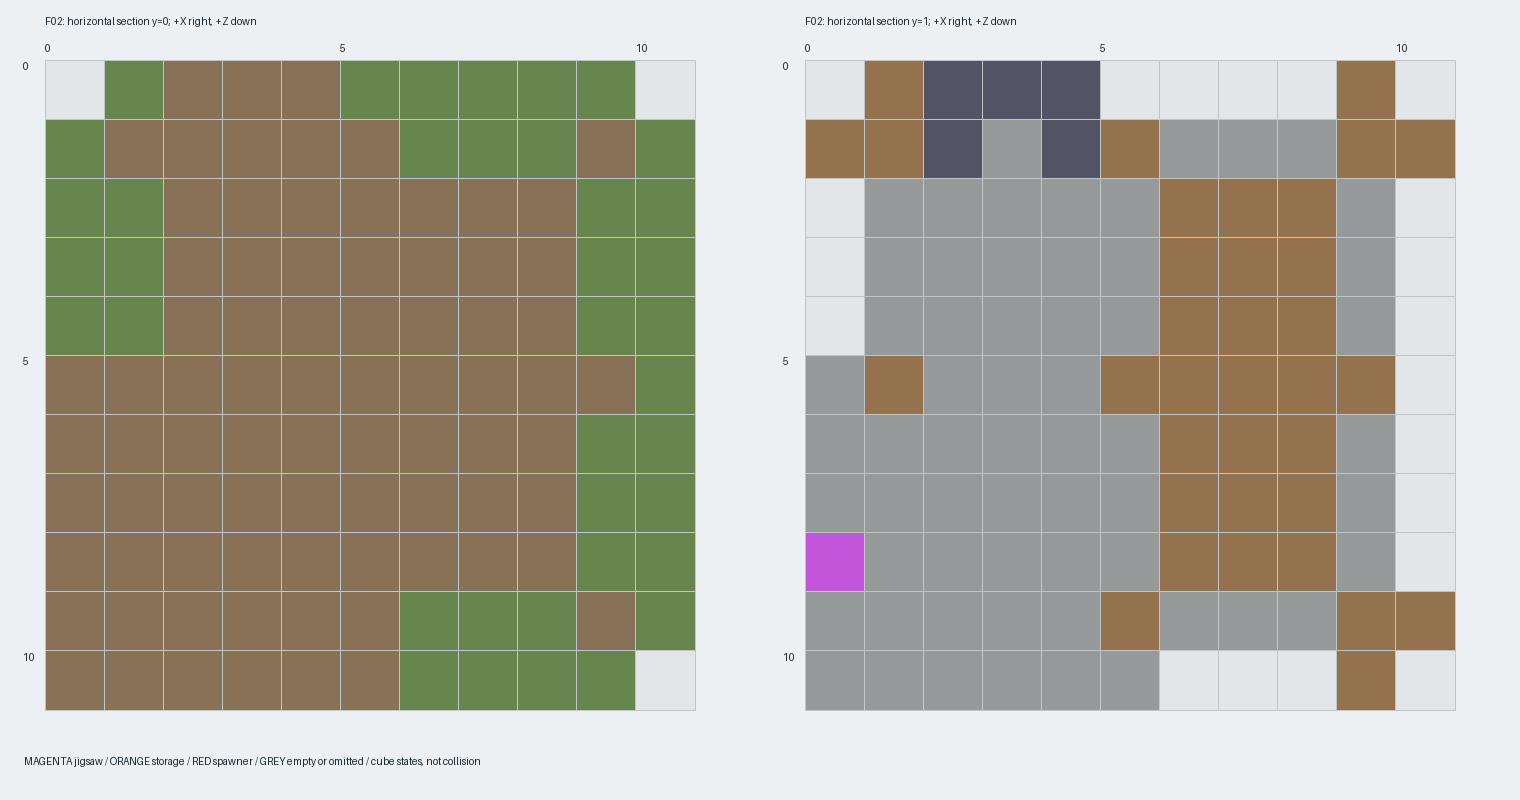 F02: horizontal section y=0; +X right, +Z down
F02: horizontal section y=1; +X right, +Z down
0 5 10
0 5 10
0 0
5 5
10 10
MAGENTA jigsaw / ORANGE storage / RED spawner / GREY empty or omitted / cube states, not collision